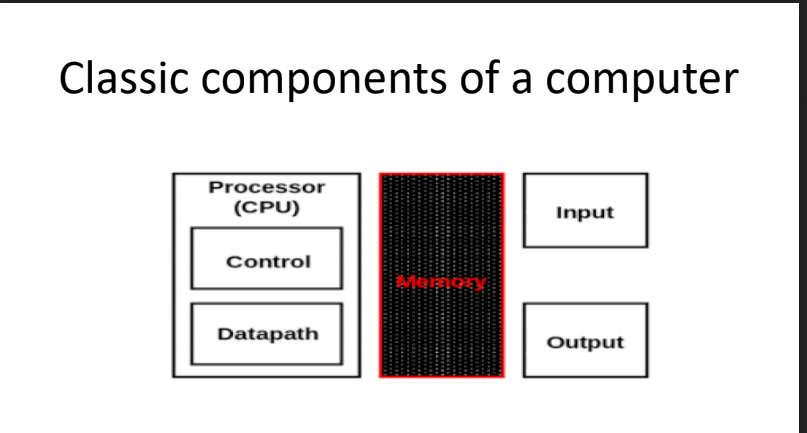 Classic components of a computer
Processor
(CPU)
Control
Datapath
Memory
Input
Output